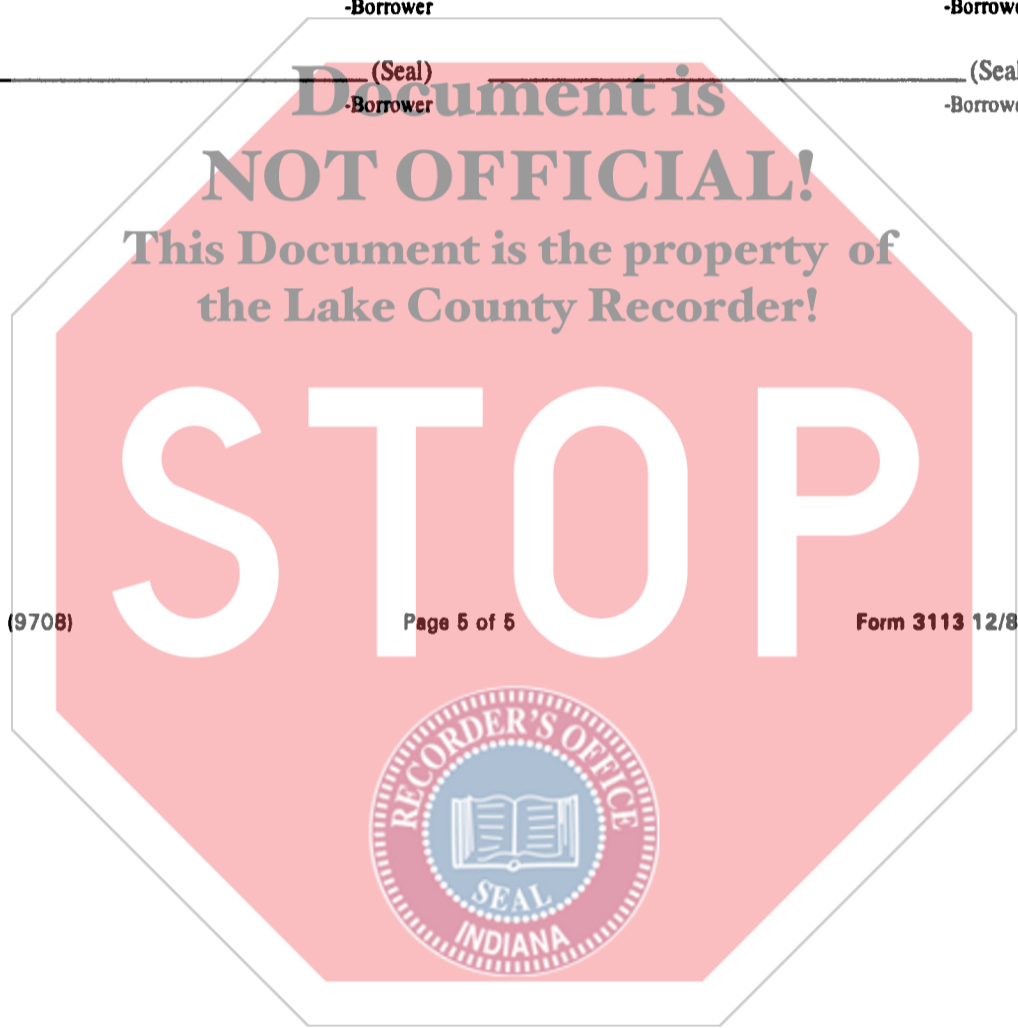 -Borrower -Borrowe
(Seal) (Seal
-Borrower -Borrowe
Document is
NOT OFFICIAL!
This Document is the property of
the Lake County Recorder!
STOP
(9708) Page 5 of 5 Form 3113 12/8
RECORDER'S OFFICE
SEAL
INDIANA